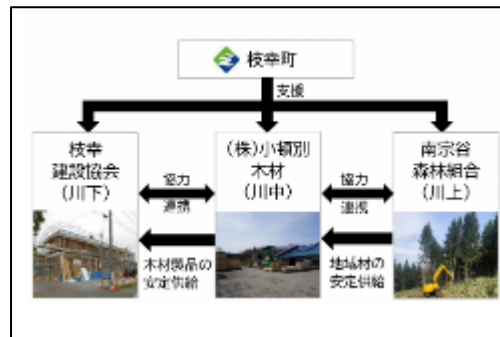 枝幸町
支援
枝幸
建設協会
(川下)
協力
連携
(株)小頓別
木材
(川中)
協力
連携
南宗谷
森林組合
(川上)
木材製品の
安定供給
地域材の
安定供給